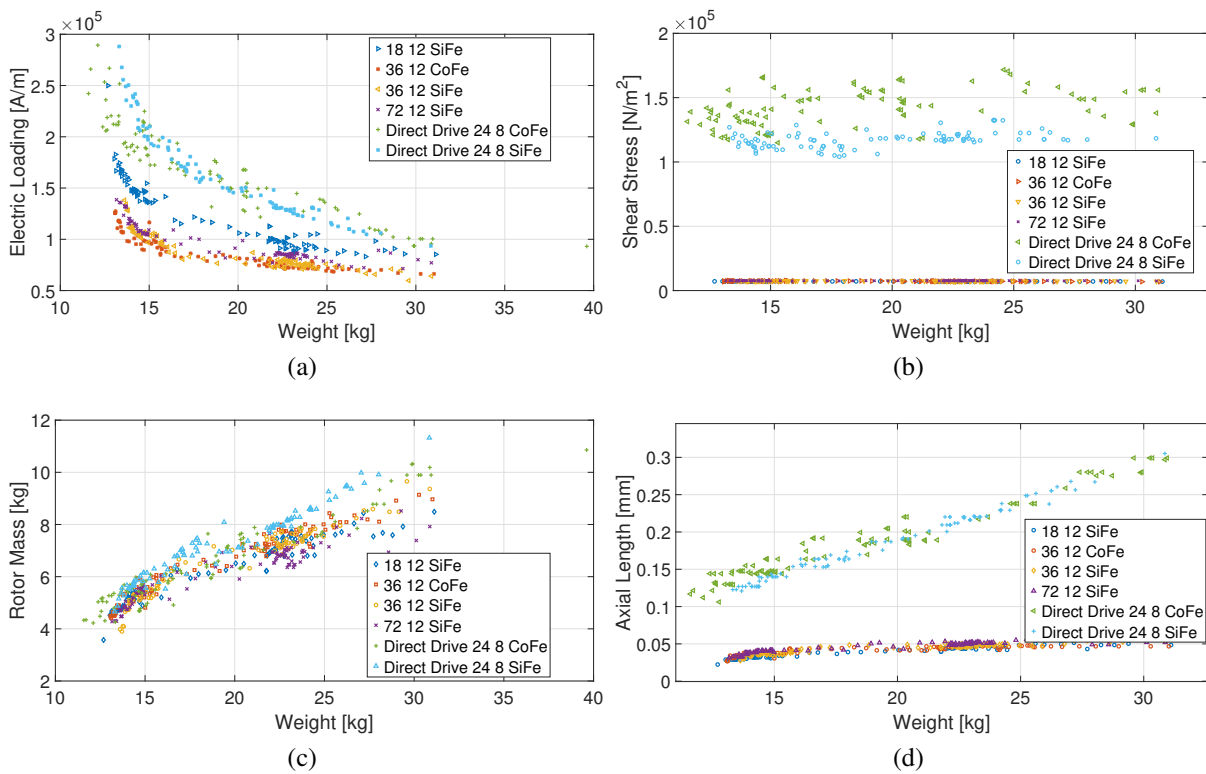 ×10⁵
3
2.5
2
1.5
1
0.5
10
15
20
25
30
35
40
Electric Loading [A/m]
Weight [kg]
18 12 SiFe
36 12 CoFe
36 12 SiFe
72 12 SiFe
Direct Drive 24 8 CoFe
Direct Drive 24 8 SiFe
(a)
×10⁵
2
1.5
1
0.5
0
15
20
25
30
Shear Stress [N/m²]
Weight [kg]
18 12 SiFe
36 12 CoFe
36 12 SiFe
72 12 SiFe
Direct Drive 24 8 CoFe
Direct Drive 24 8 SiFe
(b)
12
10
8
6
4
2
10
15
20
25
30
35
40
Rotor Mass [kg]
Weight [kg]
18 12 SiFe
36 12 CoFe
36 12 SiFe
72 12 SiFe
Direct Drive 24 8 CoFe
Direct Drive 24 8 SiFe
(c)
0.3
0.25
0.2
0.15
0.1
0.05
0
15
20
25
30
Axial Length [mm]
Weight [kg]
18 12 SiFe
36 12 CoFe
36 12 SiFe
72 12 SiFe
Direct Drive 24 8 CoFe
Direct Drive 24 8 SiFe
(d)